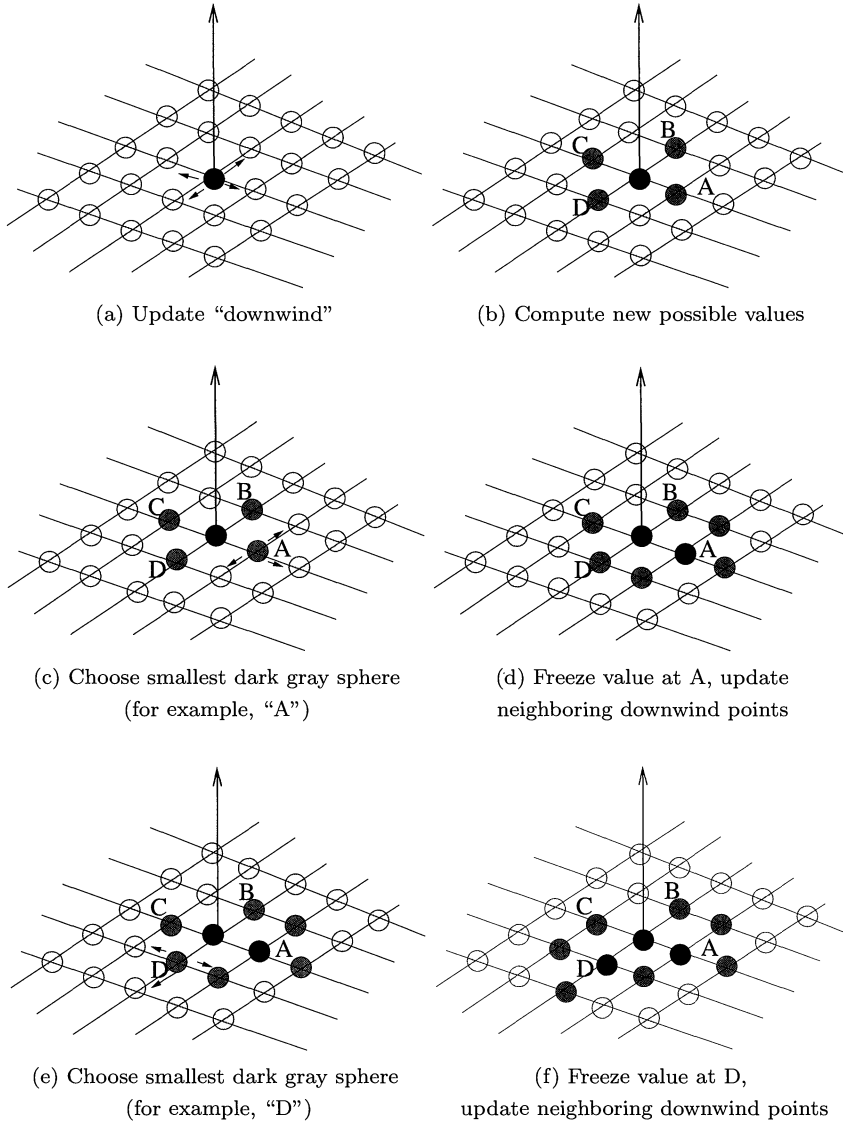 B
C
A
D
(a) Update “downwind”
(b) Compute new possible values
B
C
A
D
B
C
A
D
(c) Choose smallest dark gray sphere
(for example, “A”)
(d) Freeze value at A, update
neighboring downwind points
B
C
A
D
B
C
A
D
(e) Choose smallest dark gray sphere
(for example, “D”)
(f) Freeze value at D,
update neighboring downwind points